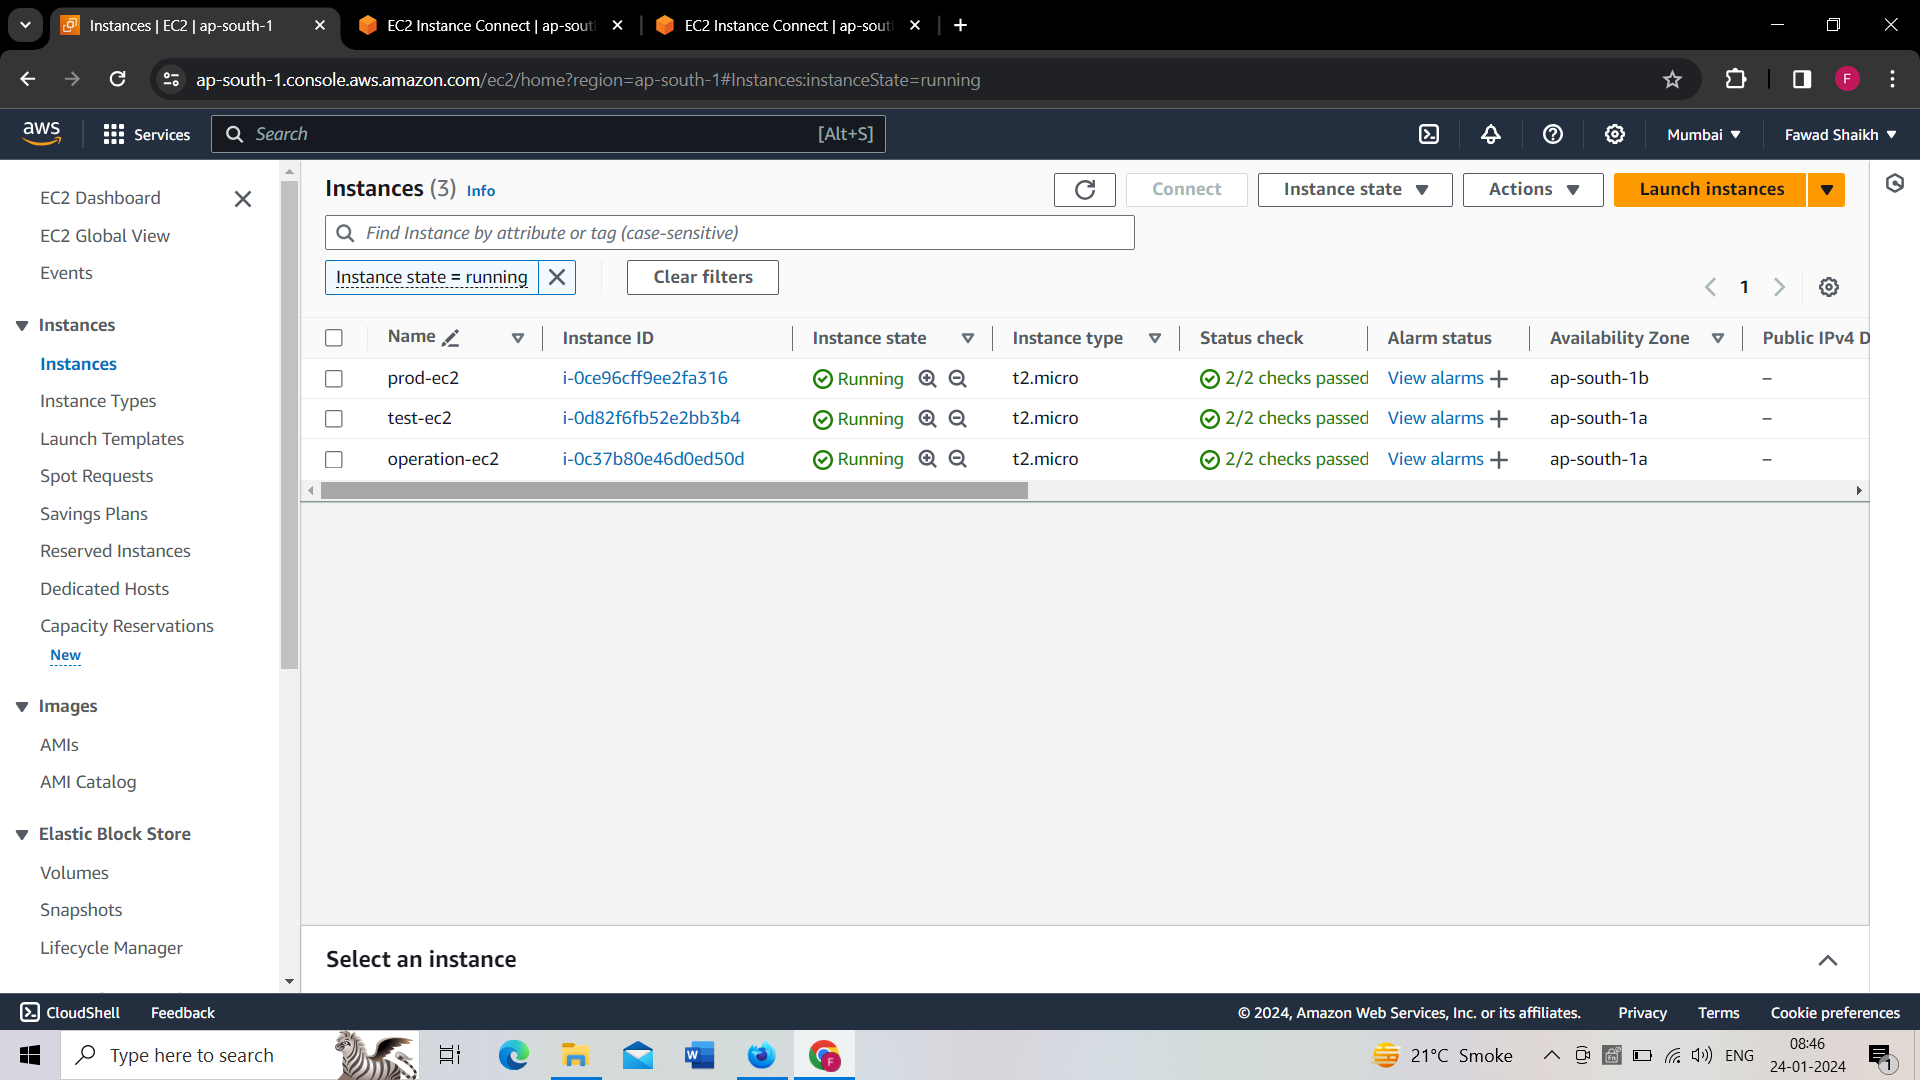 Instances | EC2 | ap-south-1
EC2 Instance Connect | ap-sout
EC2 Instance Connect | ap-sout
ap-south-1.console.aws.amazon.com/ec2/home?region=ap-south-1#Instances:instanceState=running
F
aws
Services
Search
[Alt+S]
Mumbai
Fawad Shaikh
EC2 Dashboard
EC2 Global View
Events
Instances
Instances
Instance Types
Launch Templates
Spot Requests
Savings Plans
Reserved Instances
Dedicated Hosts
Capacity Reservations
New
Images
AMIs
AMI Catalog
Elastic Block Store
Volumes
Snapshots
Lifecycle Manager
Instances (3) Info
Connect
Instance state
Actions
Launch instances
Find Instance by attribute or tag (case-sensitive)
Instance state = running
Clear filters
1
Name Instance ID Instance state Instance type Status check Alarm status Availability Zone Public IPv4 D
prod-ec2 i-0ce96cff9ee2fa316 Running t2.micro 2/2 checks passed View alarms + ap-south-1b –
test-ec2 i-0d82f6fb52e2bb3b4 Running t2.micro 2/2 checks passed View alarms + ap-south-1a –
operation-ec2 i-0c37b80e46d0ed50d Running t2.micro 2/2 checks passed View alarms + ap-south-1a –
Select an instance
CloudShell
Feedback
© 2024, Amazon Web Services, Inc. or its affiliates.
Privacy
Terms
Cookie preferences
Type here to search
W
F
21°C Smoke
ENG
08:46
24-01-2024
1